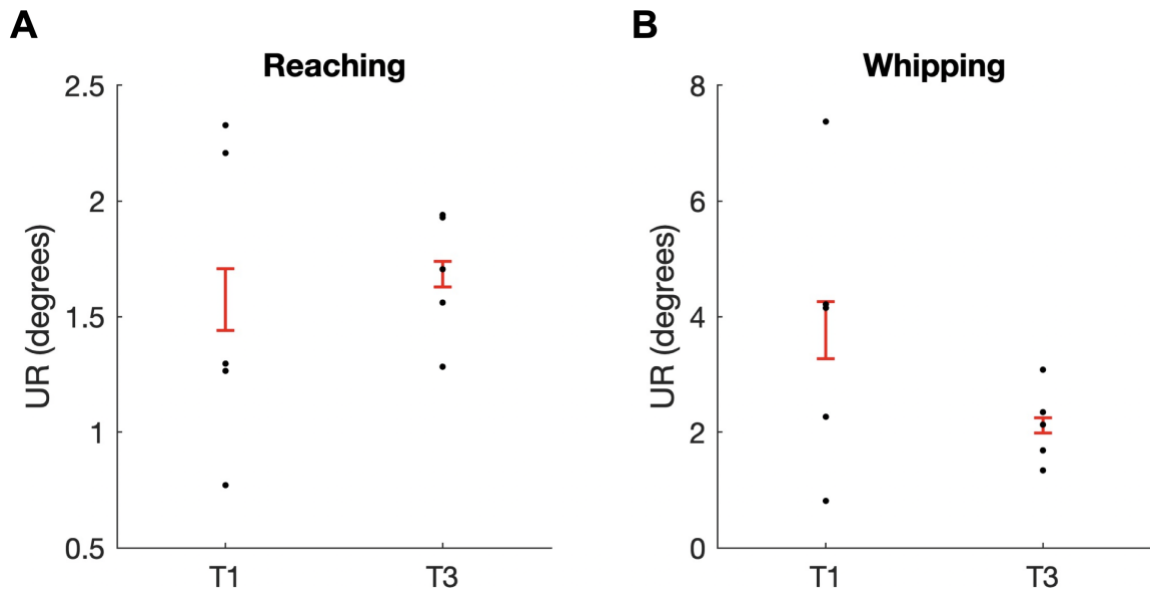 A
Reaching
UR (degrees)
2.5
2
1.5
1
0.5
T1 T3
B
Whipping
UR (degrees)
8
6
4
2
0
T1 T3